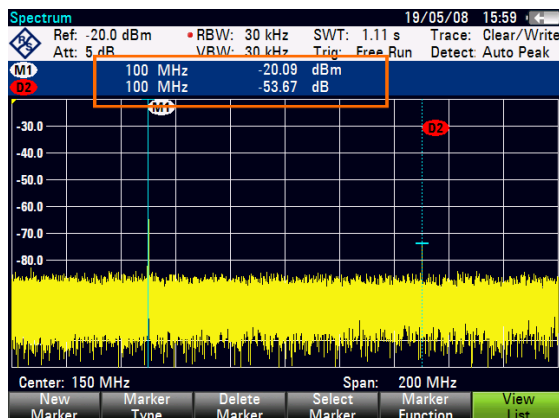 Spectrum 19/05/08 15:59
Ref: -20.0 dBm RBW: 30 kHz SWT: 1.11 s Trace: Clear/Write
Att: 5 dB VBW: 30 kHz Trig: Free Run Detect: Auto Peak
M1 100 MHz -20.09 dBm
D2 100 MHz -53.67 dB
M1
-30.0
D2
-40.0
-50.0
-60.0
-70.0
-80.0
Center: 150 MHz Span: 200 MHz
New Marker Delete Select Marker View
Marker Type Marker Marker Function List